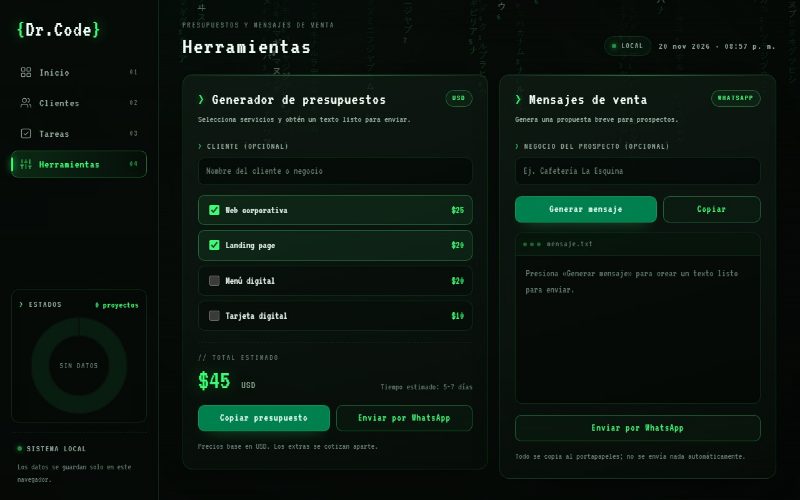 {Dr.Code}
Inicio 01
Clientes 02
Tareas 03
Herramientas 04
❯ ESTADOS 0 proyectos
SIN DATOS
SISTEMA LOCAL
Los datos se guardan solo en este
navegador.
PRESUPUESTOS Y MENSAJES DE VENTA
Herramientas
LOCAL
20 nov 2026 - 08:57 p. m.
❯ Generador de presupuestos USD
Selecciona servicios y obtén un texto listo para enviar.
❯ CLIENTE (OPCIONAL)
Nombre del cliente o negocio
Web corporativa $25
Landing page $20
Menú digital $20
Tarjeta digital $10
// TOTAL ESTIMADO
$45 USD
Tiempo estimado: 5-7 días
Copiar presupuesto
Enviar por WhatsApp
Precios base en USD. Los extras se cotizan aparte.
❯ Mensajes de venta WHATSAPP
Genera una propuesta breve para prospectos.
❯ NEGOCIO DEL PROSPECTO (OPCIONAL)
Ej. Cafetería La Esquina
Generar mensaje
Copiar
mensaje.txt
Presiona «Generar mensaje» para crear un texto listo
para enviar.
Enviar por WhatsApp
Todo se copia al portapapeles; no se envía nada automáticamente.